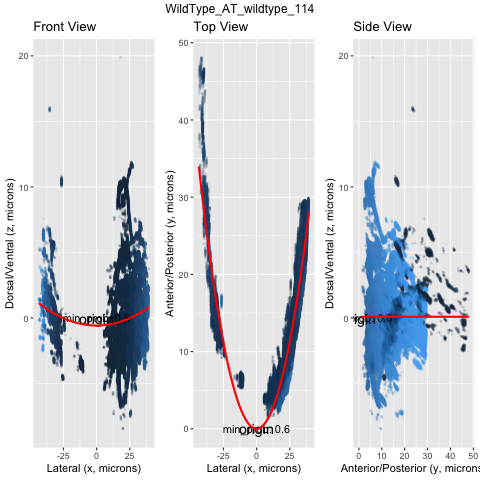 WildType_AT_wildtype_114
Front View
Top View
Side View
Dorsal/Ventral (z, microns)
20
10
0
-25
0
25
Lateral (x, microns)
Anterior/Posterior (y, microns)
50
40
30
20
10
0
origin
-25
0
25
Lateral (x, microns)
Dorsal/Ventral (z, microns)
20
10
0
0
10
20
30
40
50
Anterior/Posterior (y, microns